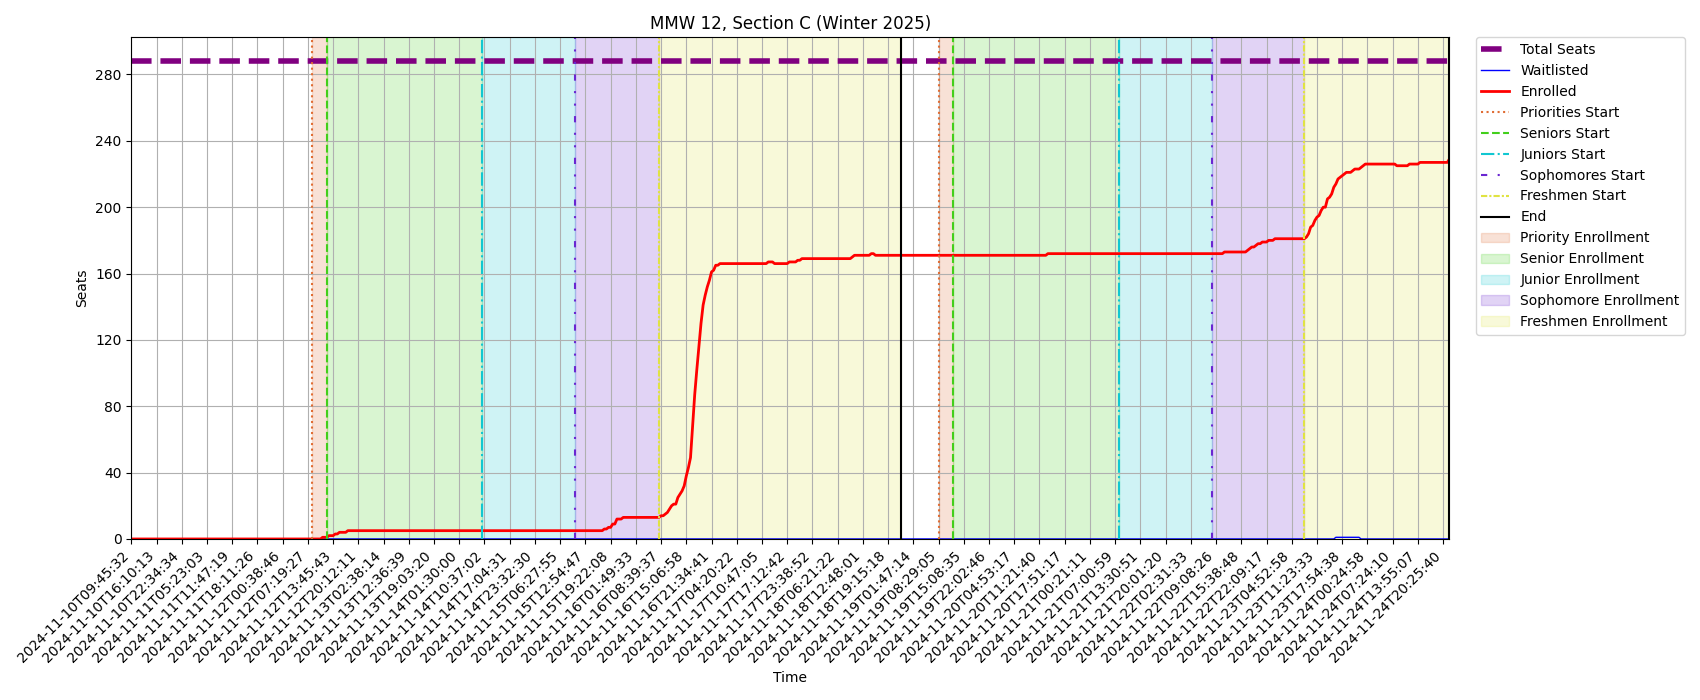 MMW 12, Section C (Winter 2025)
Seats
280
240
200
160
120
80
40
0
2024-11-10T09:45:32
2024-11-10T16:10:13
2024-11-10T22:34:34
2024-11-11T05:23:03
2024-11-11T11:47:19
2024-11-11T18:11:26
2024-11-12T00:38:46
2024-11-12T07:19:27
2024-11-12T13:45:43
2024-11-12T20:12:11
2024-11-13T02:38:14
2024-11-13T12:36:39
2024-11-13T19:03:20
2024-11-14T01:30:00
2024-11-14T10:37:02
2024-11-14T17:04:31
2024-11-14T23:32:30
2024-11-15T06:27:55
2024-11-15T12:54:47
2024-11-15T19:22:08
2024-11-16T01:49:33
2024-11-16T08:39:37
2024-11-16T15:06:58
2024-11-16T21:34:41
2024-11-17T04:20:22
2024-11-17T10:47:05
2024-11-17T17:12:42
2024-11-17T23:38:52
2024-11-18T06:21:22
2024-11-18T12:48:01
2024-11-18T19:15:18
2024-11-19T01:47:14
2024-11-19T08:29:05
2024-11-19T15:08:35
2024-11-19T22:02:46
2024-11-20T04:53:17
2024-11-20T11:21:40
2024-11-20T17:51:17
2024-11-21T00:21:11
2024-11-21T07:00:59
2024-11-21T13:30:51
2024-11-21T20:01:20
2024-11-22T02:31:33
2024-11-22T09:08:26
2024-11-22T15:38:48
2024-11-22T22:09:17
2024-11-23T04:52:58
2024-11-23T11:23:33
2024-11-23T17:54:38
2024-11-24T00:24:58
2024-11-24T07:24:10
2024-11-24T13:55:07
2024-11-24T20:25:40
Time
Total Seats
Waitlisted
Enrolled
Priorities Start
Seniors Start
Juniors Start
Sophomores Start
Freshmen Start
End
Priority Enrollment
Senior Enrollment
Junior Enrollment
Sophomore Enrollment
Freshmen Enrollment